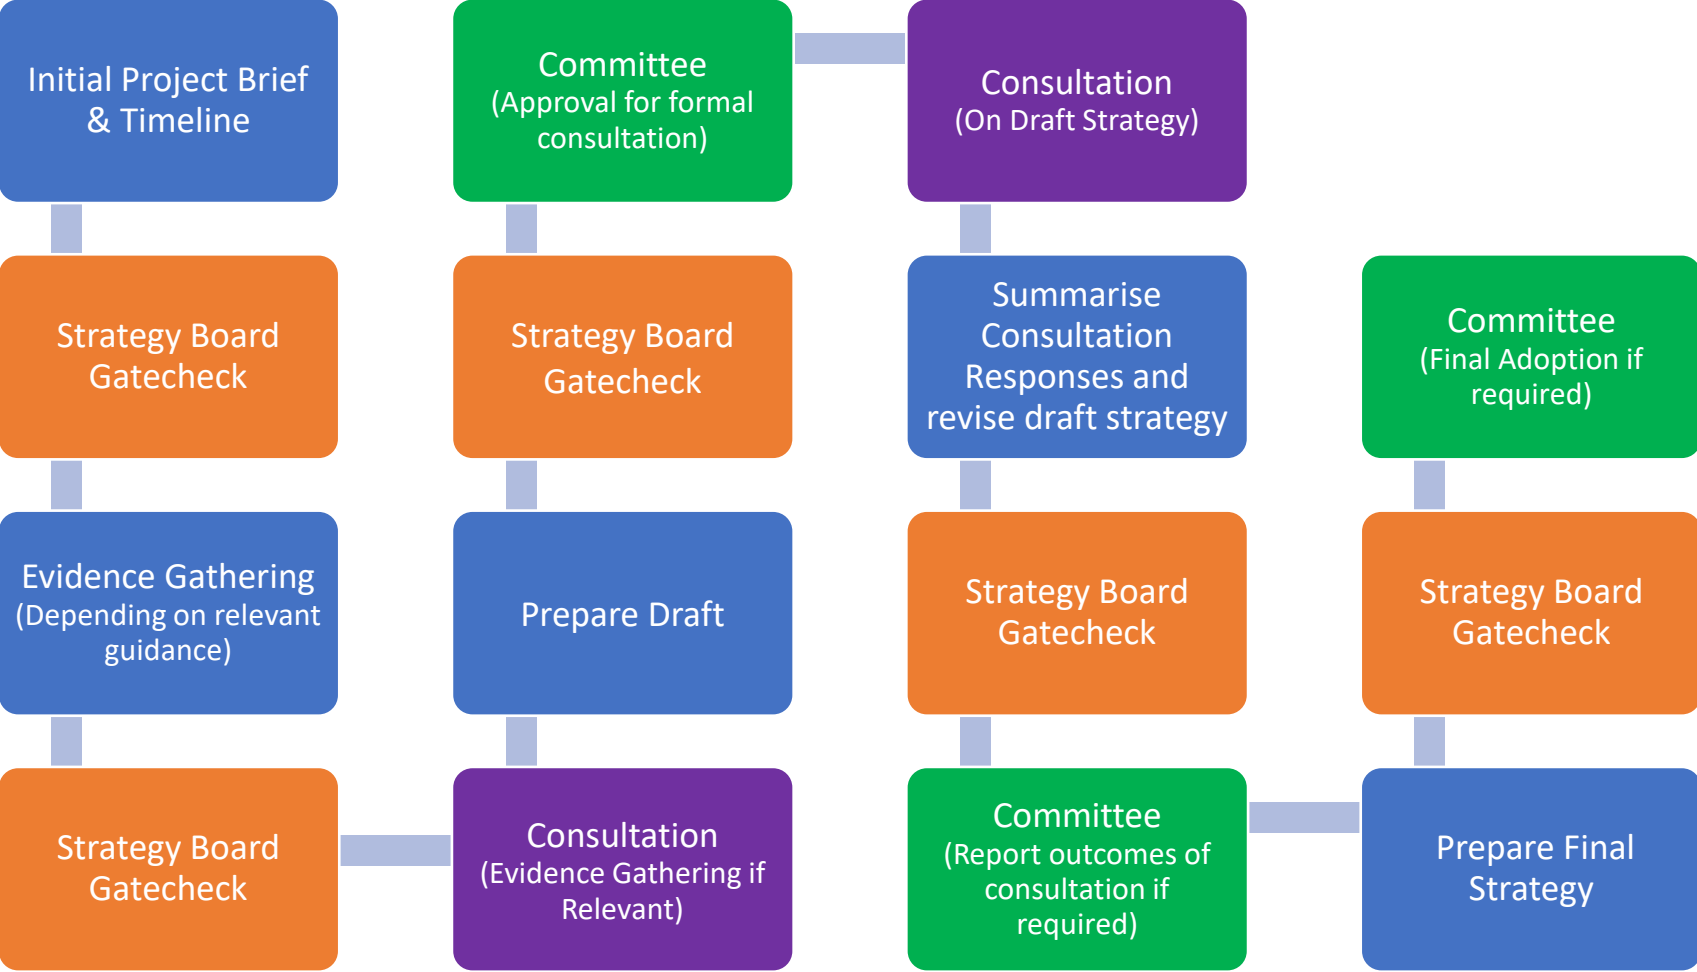 Initial Project Brief
& Timeline
Strategy Board
Gatecheck
Evidence Gathering
(Depending on relevant
guidance)
Strategy Board
Gatecheck
Consultation
(Evidence Gathering if
Relevant)
Prepare Draft
Strategy Board
Gatecheck
Committee
(Approval for formal
consultation)
Consultation
(On Draft Strategy)
Summarise
Consultation
Responses and
revise draft strategy
Strategy Board
Gatecheck
Committee
(Report outcomes of
consultation if
required)
Prepare Final
Strategy
Strategy Board
Gatecheck
Committee
(Final Adoption if
required)